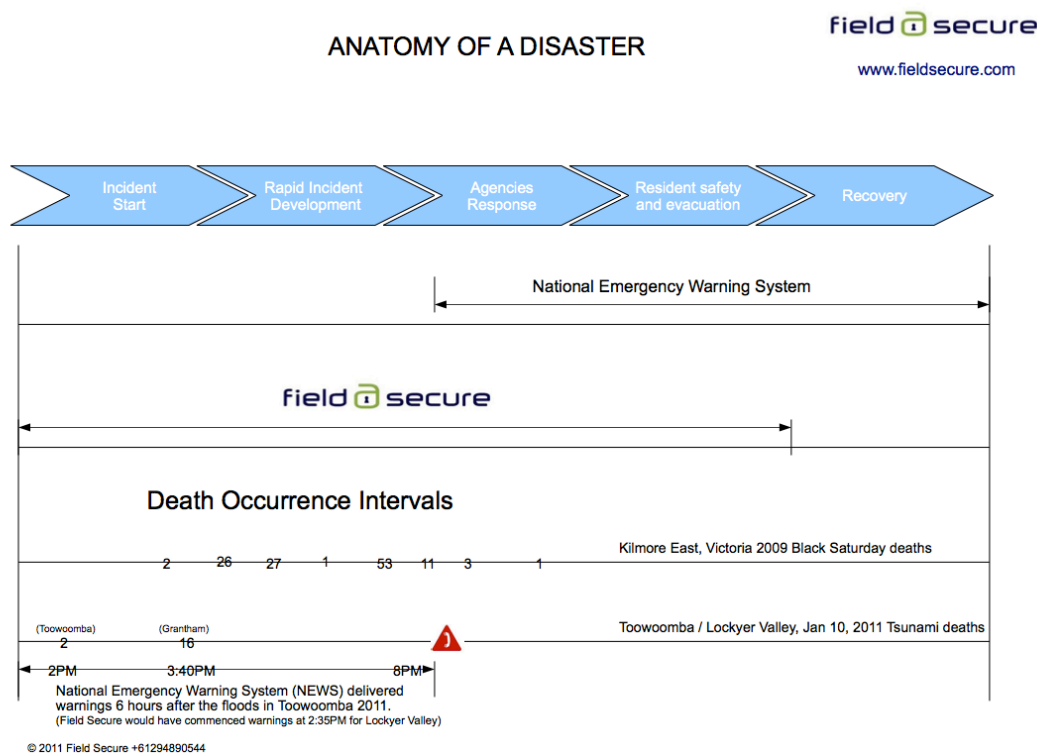 field secure
ANATOMY OF A DISASTER
www.fieldsecure.com
Incident
Start
Rapid Incident
Development
Agencies
Response
Resident safety
and evacuation
Recovery
National Emergency Warning System
field secure
Death Occurrence Intervals
Kilmore East, Victoria 2009 Black Saturday deaths
2 26 27 1 53 11 3 1
Toowoomba / Lockyer Valley, Jan 10, 2011 Tsunami deaths
(Toowoomba) (Grantham)
2 16
2PM 3:40PM 8PM
National Emergency Warning System (NEWS) delivered
warnings 6 hours after the floods in Toowoomba 2011.
(Field Secure would have commenced warnings at 2:35PM for Lockyer Valley)
© 2011 Field Secure +61294890544